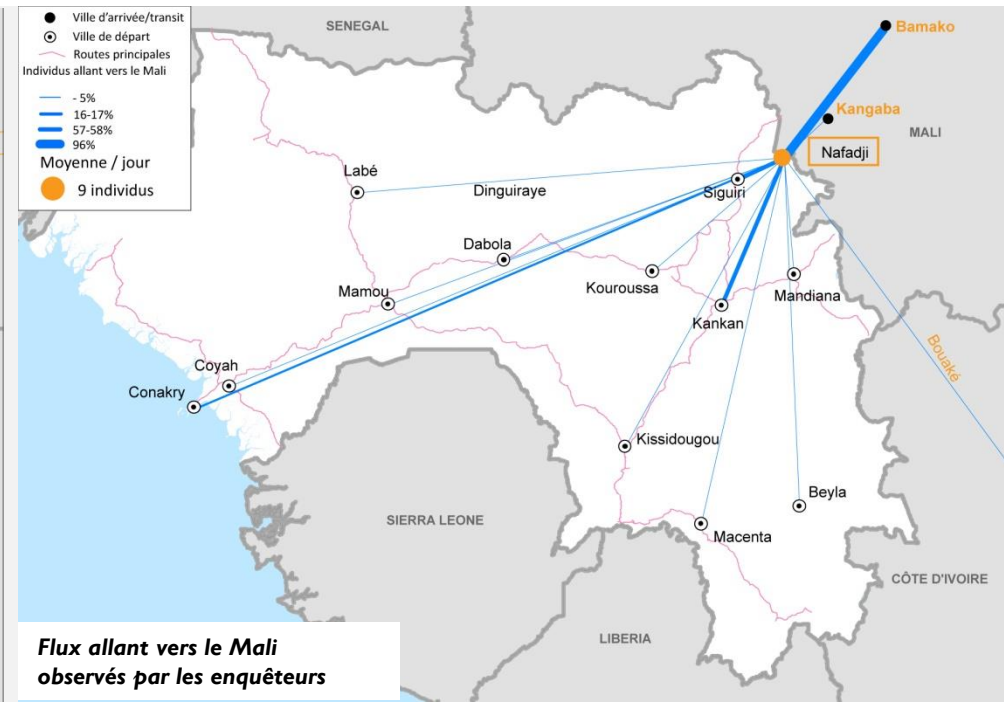 Ville d'arrivée/transit
Ville de départ
Routes principales
Individus allant vers le Mali
- 5%
16-17%
57-58%
96%
Moyenne / jour
9 individus
SENEGAL
Bamako
Kangaba
MALI
Nafadji
Labé
Dinguiraye
Siguiri
Dabola
Kouroussa
Mandiana
Mamou
Kankan
Bouaké
Coyah
Conakry
Kissidougou
Beyla
Macenta
SIERRA LEONE
CÔTE D'IVOIRE
LIBERIA
Flux allant vers le Mali
observés par les enquêteurs